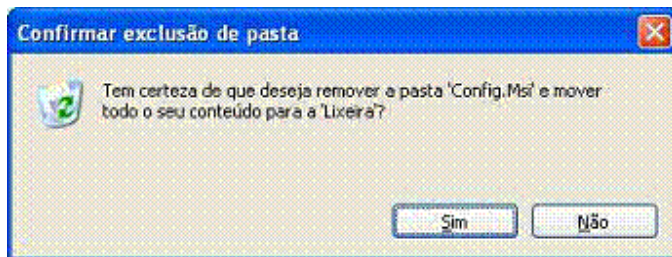 Confirmar exclusão de pasta
Tem certeza de que deseja remover a pasta 'Config.Msi' e mover
todo o seu conteúdo para a 'Lixeira'?
Sim
Não